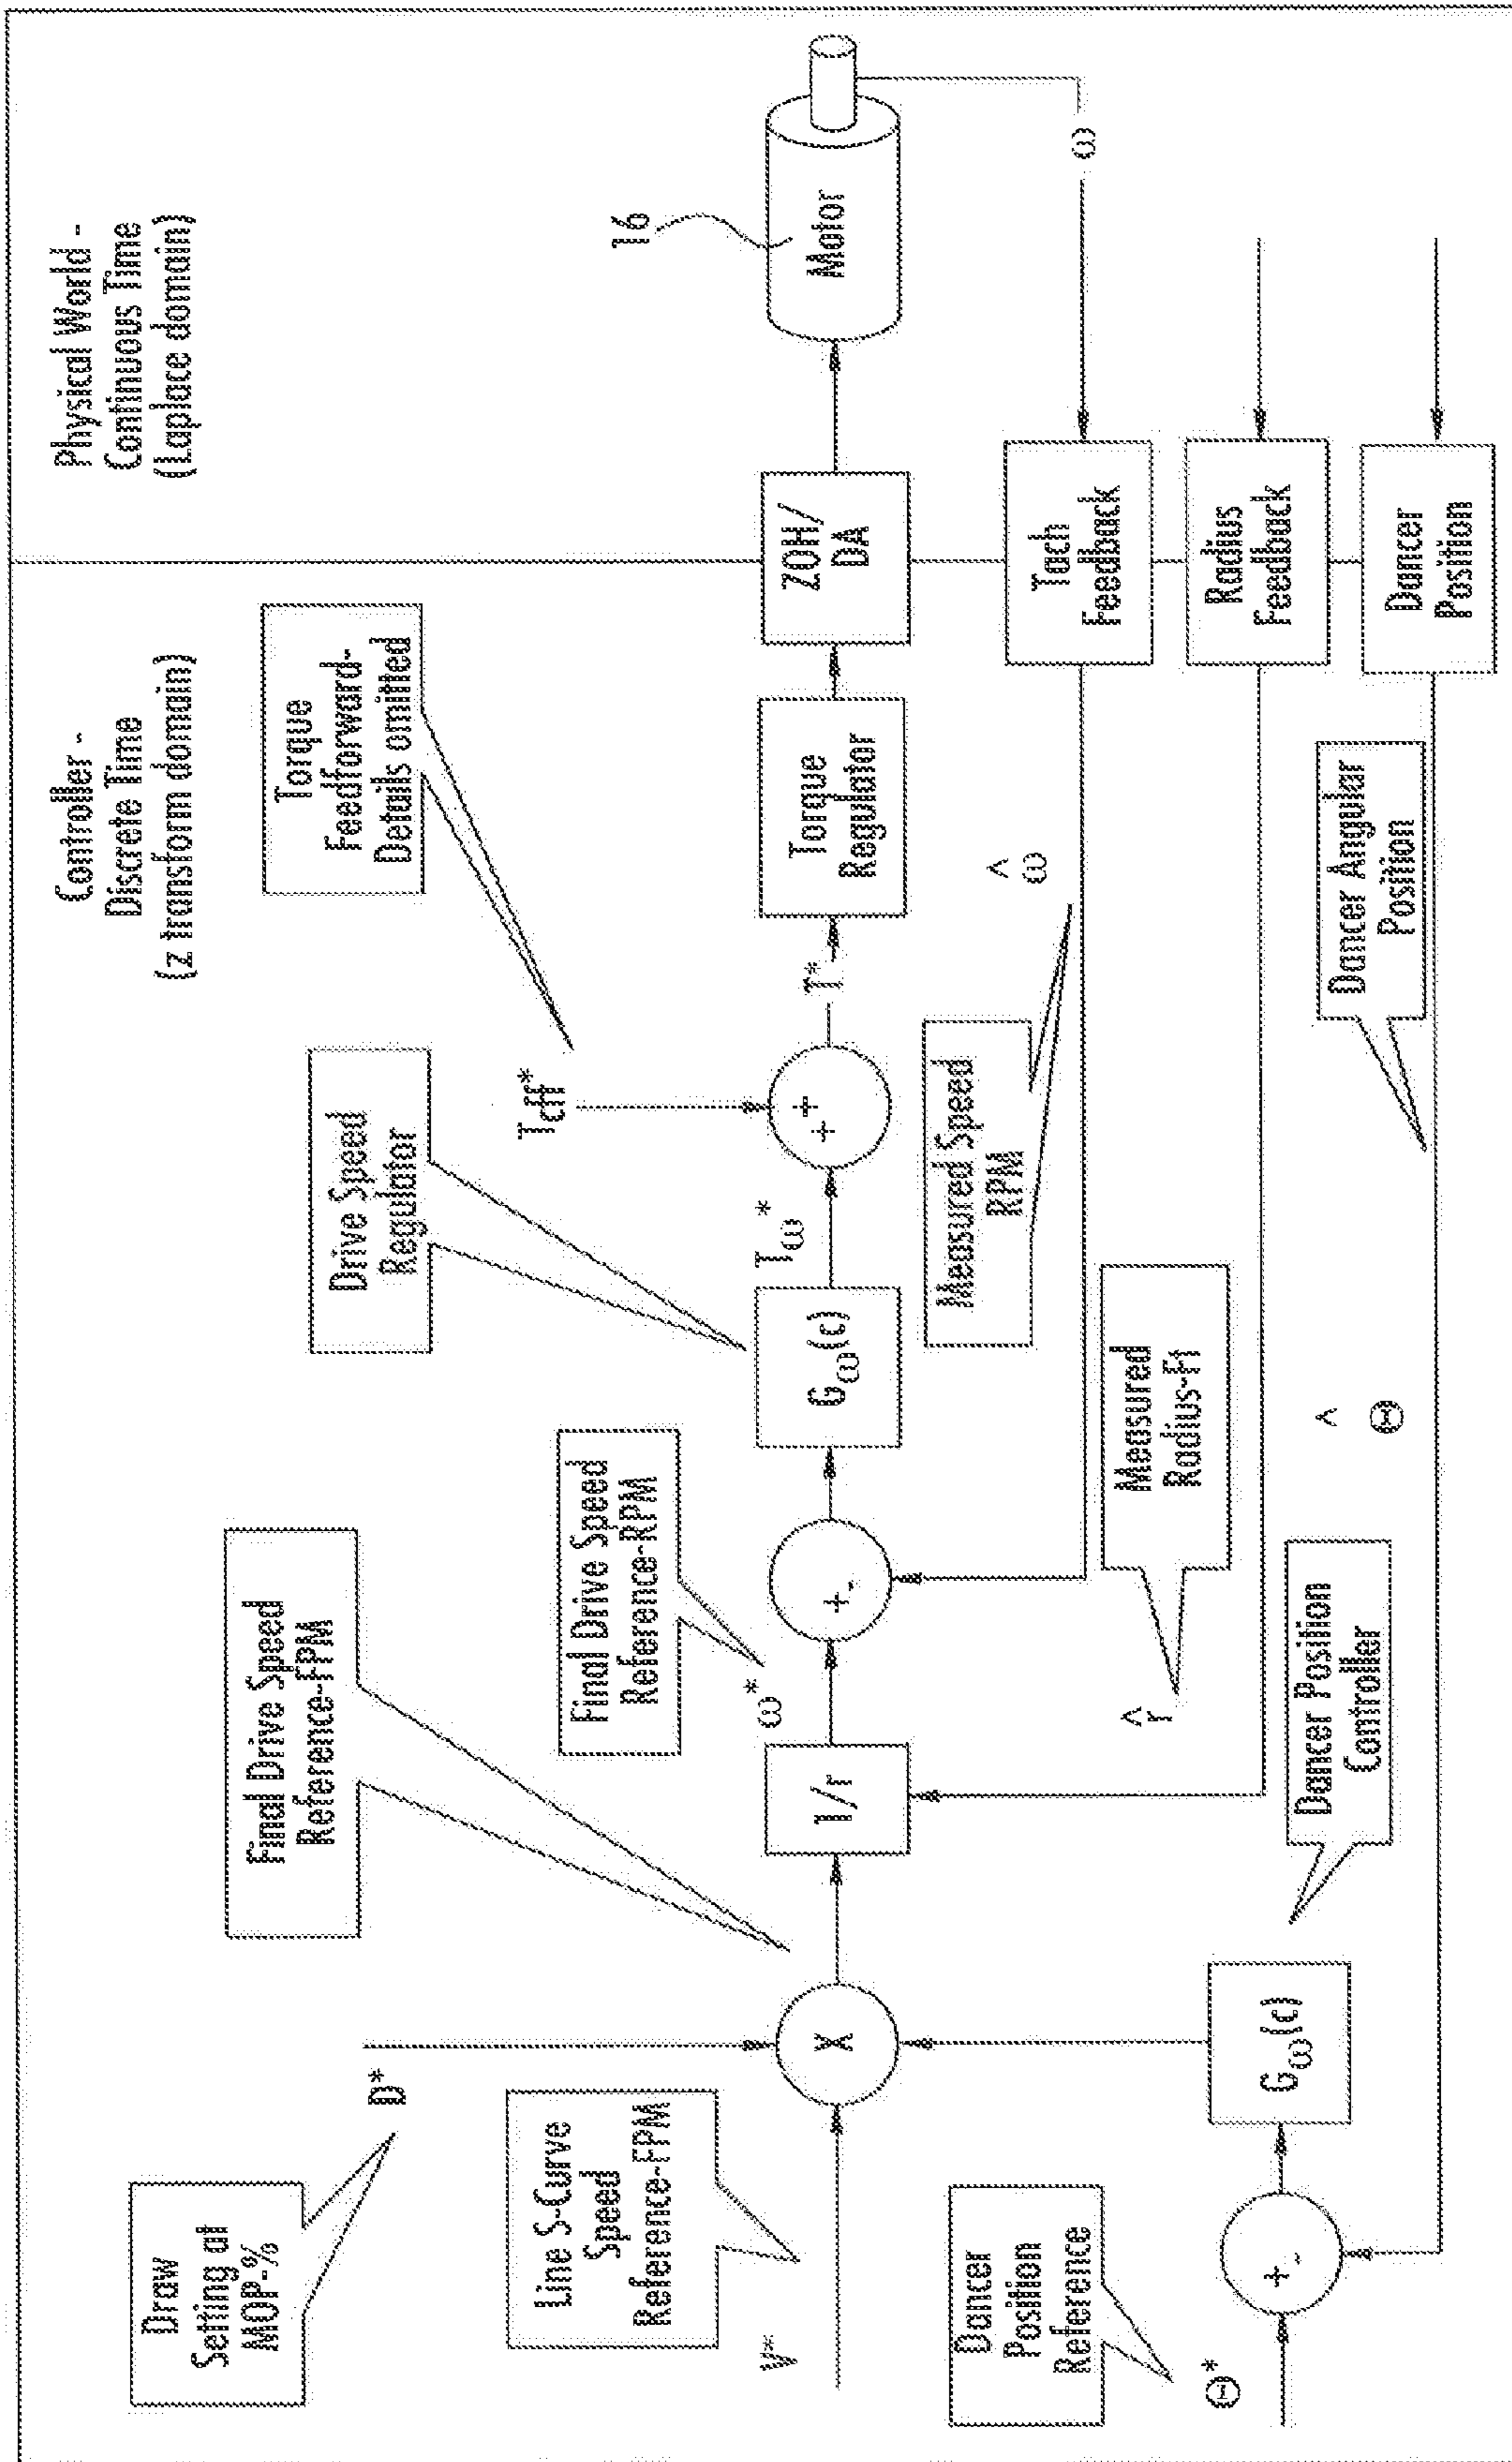 Controller -
Discrete Time
(z transform domain)
Physical World -
Continuous Time
(Laplace domain)
Draw
Setting at
MOP-%
D*
Line S-Curve
Speed
Reference-FPM
V*
Final Drive Speed
Reference-FPM
Final Drive Speed
Reference-RPM
ω*
Drive Speed
Regulator
Torque
Feedforward-
Details omitted
Tcff*
X
1/r
+
-
Gω(c)
Tω*
+
+
T*
Torque
Regulator
ZOH/
DA
Motor
16
ω
Measured Speed
RPM
^
ω
Tach
Feedback
Measured
Radius-Ft
^
r
Radius
Feedback
Dancer
Position
Reference
Θ*
+
-
Gω(c)
Dancer Position
Controller
^
Θ
Dancer Angular
Position
Dancer
Position